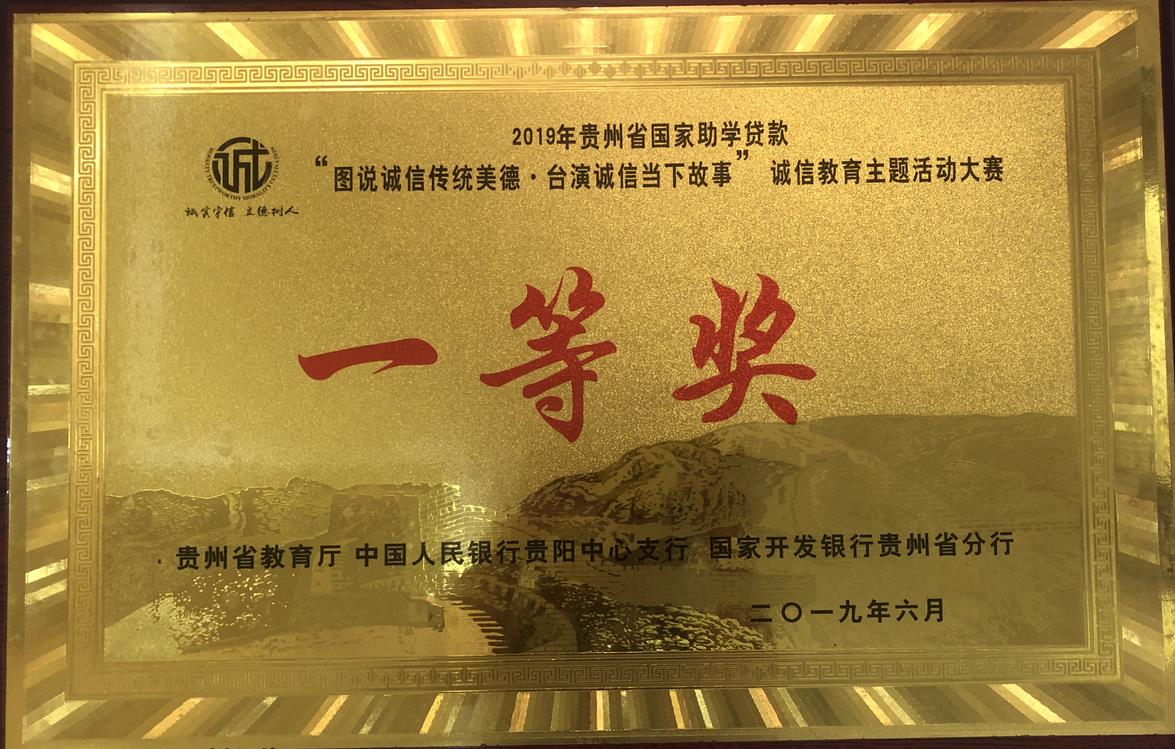 2019年贵州省国家助学贷款
“图说诚信传统美德·台演诚信当下故事” 诚信教育主题活动大赛
诚
诚实守信 立德树人
一等奖
贵州省教育厅 中国人民银行贵阳中心支行 国家开发银行贵州省分行
二〇一九年六月